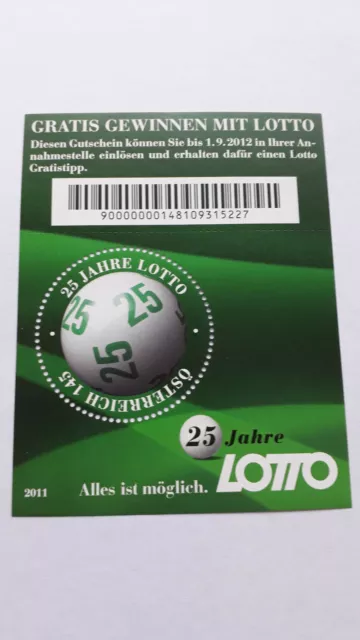 GRATIS GEWINNEN MIT LOTTO
Diesen Gutschein können Sie bis 1.9.2012 in Ihrer An-
nahmestelle einlösen und erhalten dafür einen Lotto
Gratistipp.
90000000148109315227
25 JAHRE LOTTO
25
25
25
ÖSTERREICH 145
25 Jahre
LOTTO
2011
Alles ist möglich.